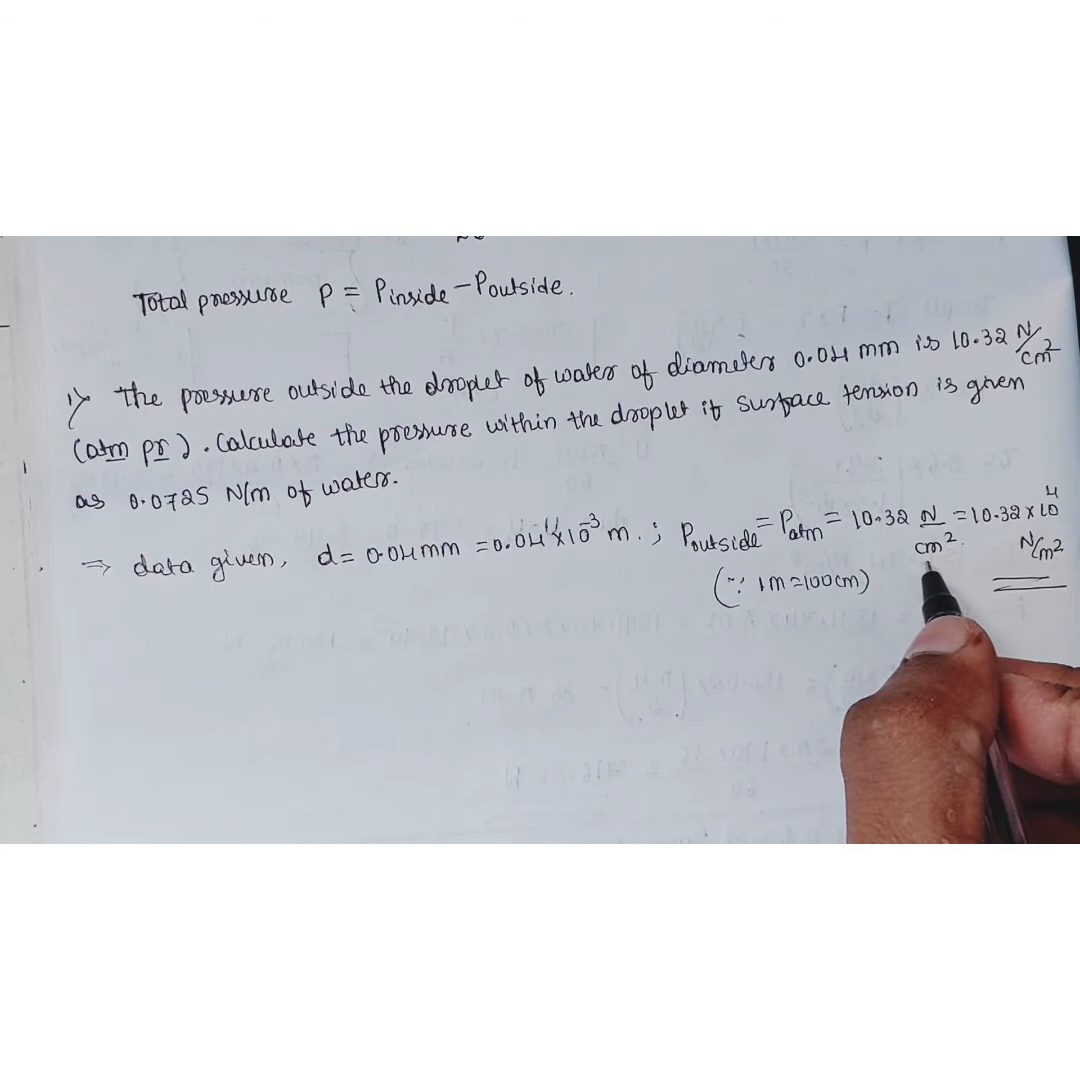 Total pressure P = Pinside - Poutside.
1) The pressure outside the droplet of water of diameter 0.04 mm is 10.32 N/cm²
(atm pr). Calculate the pressure within the droplet if surface tension is given
as 0.0725 N/m of water.
⇒ data given, d = 0.04mm = 0.04 × 10⁻³ m. ; Poutside = Patm = 10.32 N/cm². = 10.32 × 10⁴ N/m²
(∵ 1m = 100cm)